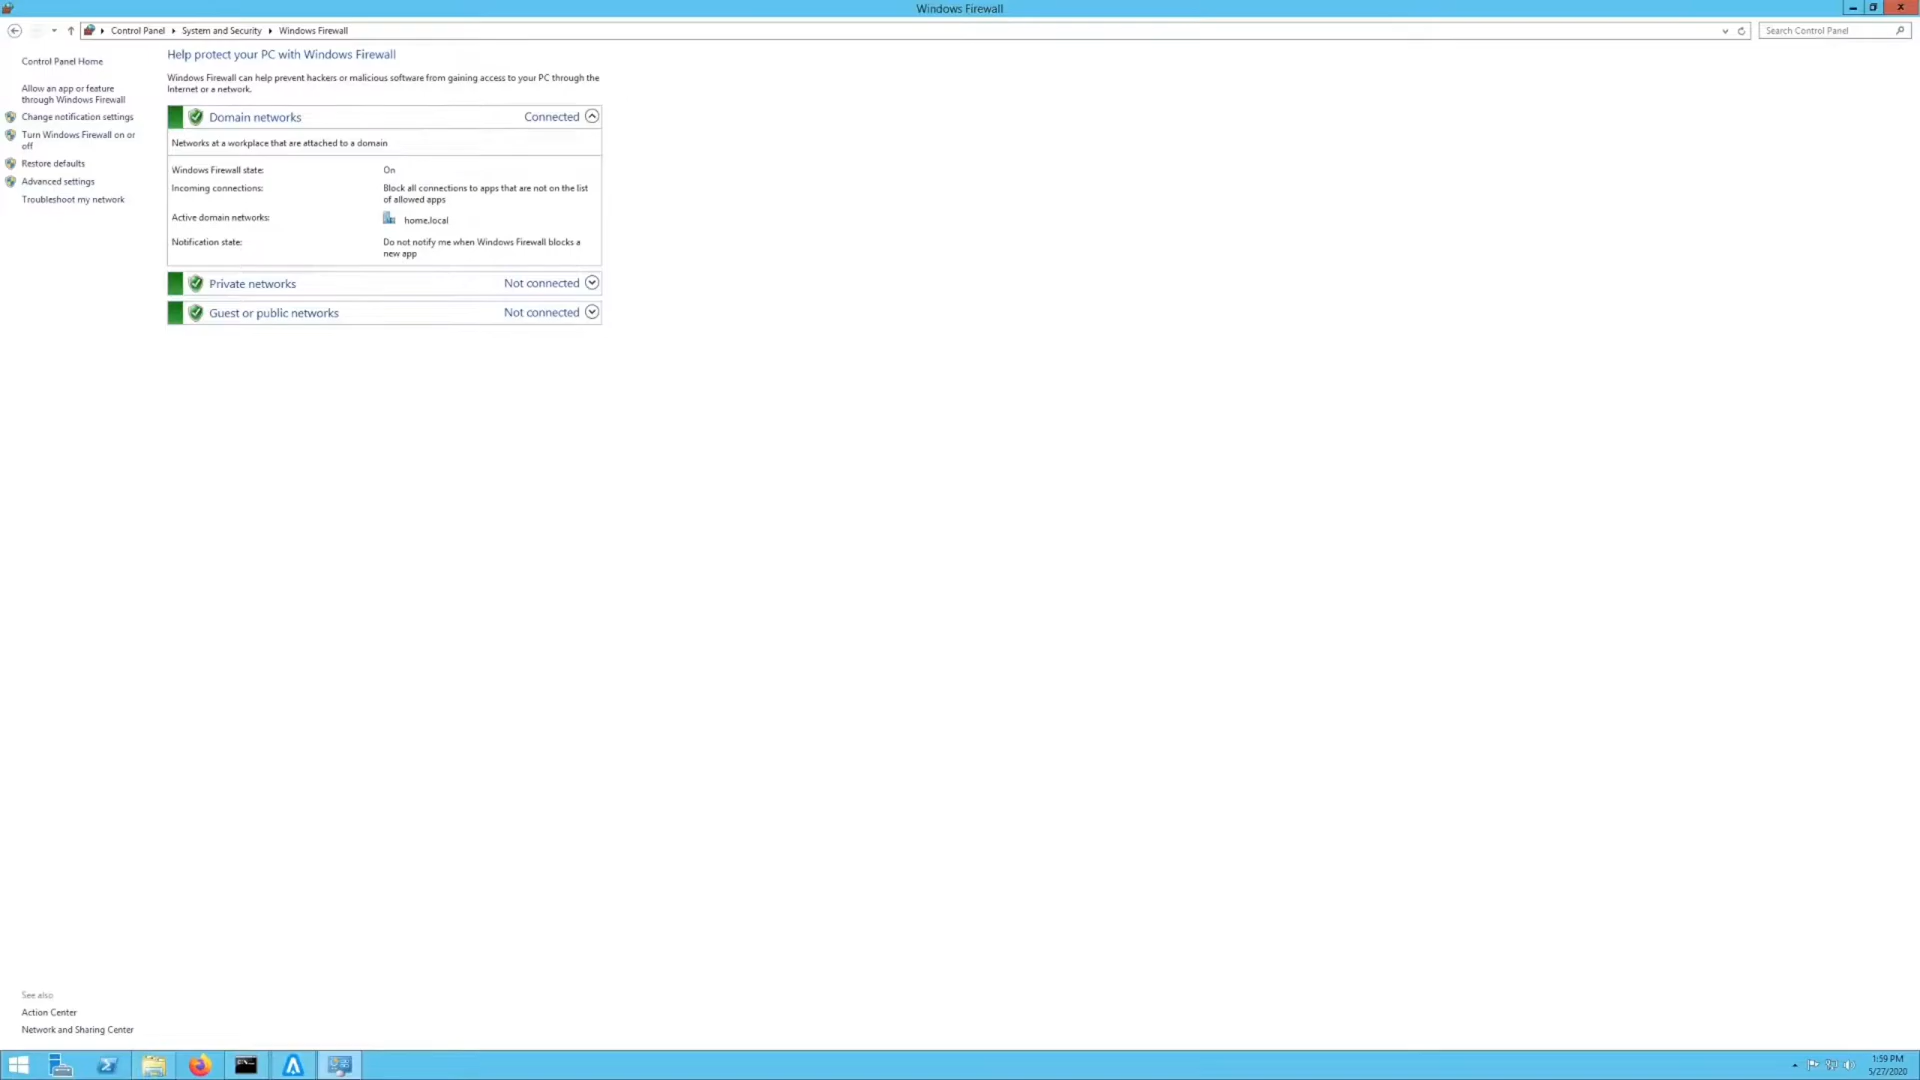 Windows Firewall
Control Panel
System and Security
Windows Firewall
Search Control Panel
Control Panel Home
Allow an app or feature
through Windows Firewall
Change notification settings
Turn Windows Firewall on or
off
Restore defaults
Advanced settings
Troubleshoot my network
Help protect your PC with Windows Firewall
Windows Firewall can help prevent hackers or malicious software from gaining access to your PC through the
Internet or a network.
Domain networks Connected
Networks at a workplace that are attached to a domain
Windows Firewall state: On
Incoming connections: Block all connections to apps that are not on the list
of allowed apps
Active domain networks: home.local
Notification state: Do not notify me when Windows Firewall blocks a
new app
Private networks Not connected
Guest or public networks Not connected
See also
Action Center
Network and Sharing Center
1:59 PM
5/27/2020